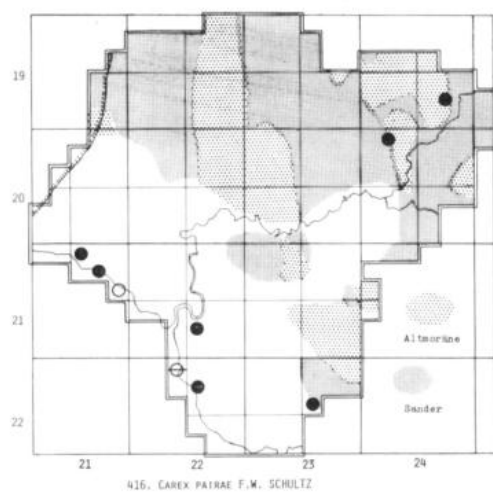 19
20
21
Altmoräne
Sander
22
21 22 23 24
416. CAREX PAIRAE F.W. SCHULTZ